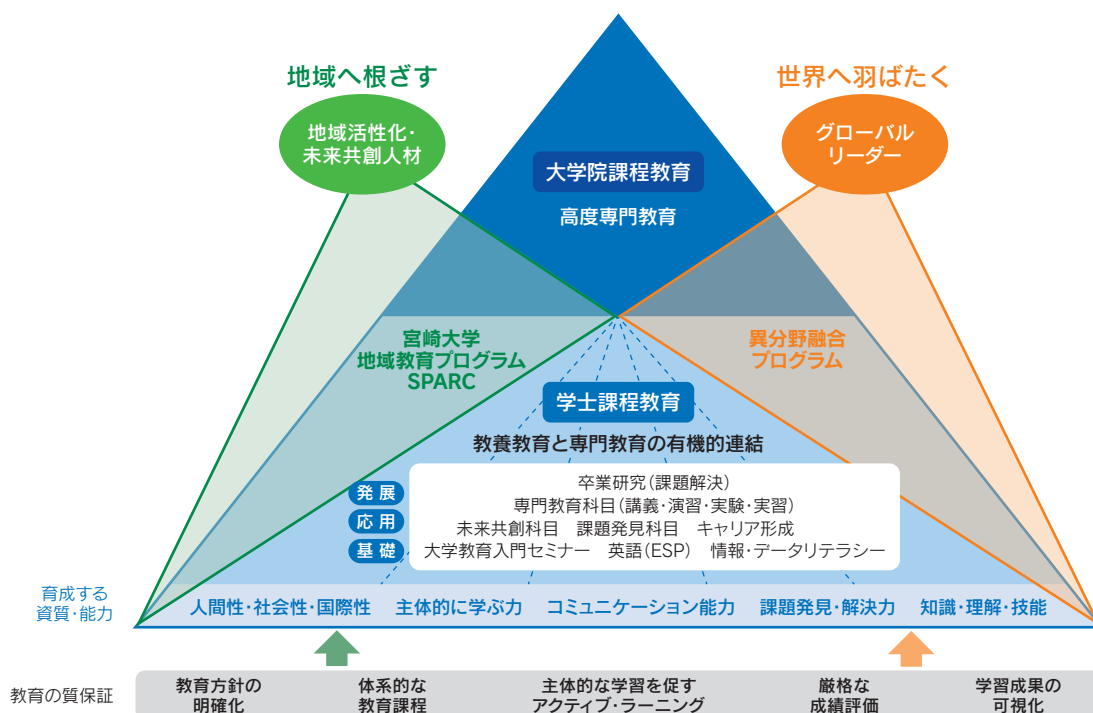 地域へ根ざす
世界へ羽ばたく
地域活性化・
未来共創人材
グローバル
リーダー
大学院課程教育
高度専門教育
宮崎大学
地域教育プログラム
SPARC
異分野融合
プログラム
学士課程教育
教養教育と専門教育の有機的連結
発展
応用
基礎
卒業研究(課題解決)
専門教育科目(講義・演習・実験・実習)
未来共創科目 課題発見科目 キャリア形成
大学教育入門セミナー 英語(ESP) 情報・データリテラシー
育成する
資質・能力
人間性・社会性・国際性 主体的に学ぶ力 コミュニケーション能力 課題発見・解決力 知識・理解・技能
教育の質保証
教育方針の
明確化
体系的な
教育課程
主体的な学習を促す
アクティブ・ラーニング
厳格な
成績評価
学習成果の
可視化